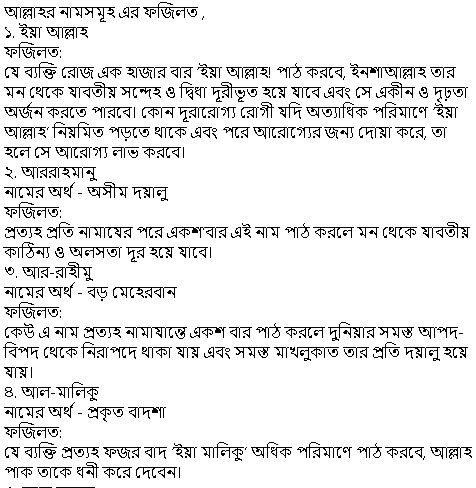 আল্লাহর নামসমূহ এর ফজিলত ,
১. ইয়া আল্লাহ
ফজিলত:
যে ব্যক্তি রোজ এক হাজার বার ‘ইয়া আল্লাহ! পাঠ করবে, ইনশাআল্লাহ তার
মন থেকে যাবতীয় সন্দেহ ও দ্বিধা দূরীভূত হয়ে যাবে এবং সে একীন ও দৃঢ়তা
অর্জন করতে পারবে। কোন দূরারোগ্য রোগী যদি অত্যাধিক পরিমাণে ‘ইয়া
আল্লাহ’ নিয়মিত পড়তে থাকে এবং পরে আরোগ্যের জন্য দোয়া করে, তা
হলে সে আরোগ্য লাভ করবে।
২. আররাহমানু
নামের অর্থ - অসীম দয়ালু
ফজিলত:
প্রত্যহ প্রতি নামাযের পরে একশ’বার এই নাম পাঠ করলে মন থেকে যাবতীয়
কাঠিন্য ও অলসতা দূর হয়ে যাবে।
৩. আর-রাহীমু
নামের অর্থ - বড় মেহেরবান
ফজিলত:
কেউ এ নাম প্রত্যহ নামাযান্তে একশ বার পাঠ করলে দুনিয়ার সমস্ত আপদ-
বিপদ থেকে নিরাপদে থাকা যায় এবং সমস্ত মাখলুকাত তার প্রতি দয়ালু হয়ে
যায়।
৪. আল-মালিকু
নামের অর্থ - প্রকৃত বাদশা
ফজিলত:
যে ব্যক্তি প্রত্যহ ফজর বাদ ‘ইয়া মালিকু’ অধিক পরিমাণে পাঠ করবে, আল্লাহ
পাক তাকে ধনী করে দেবেন।